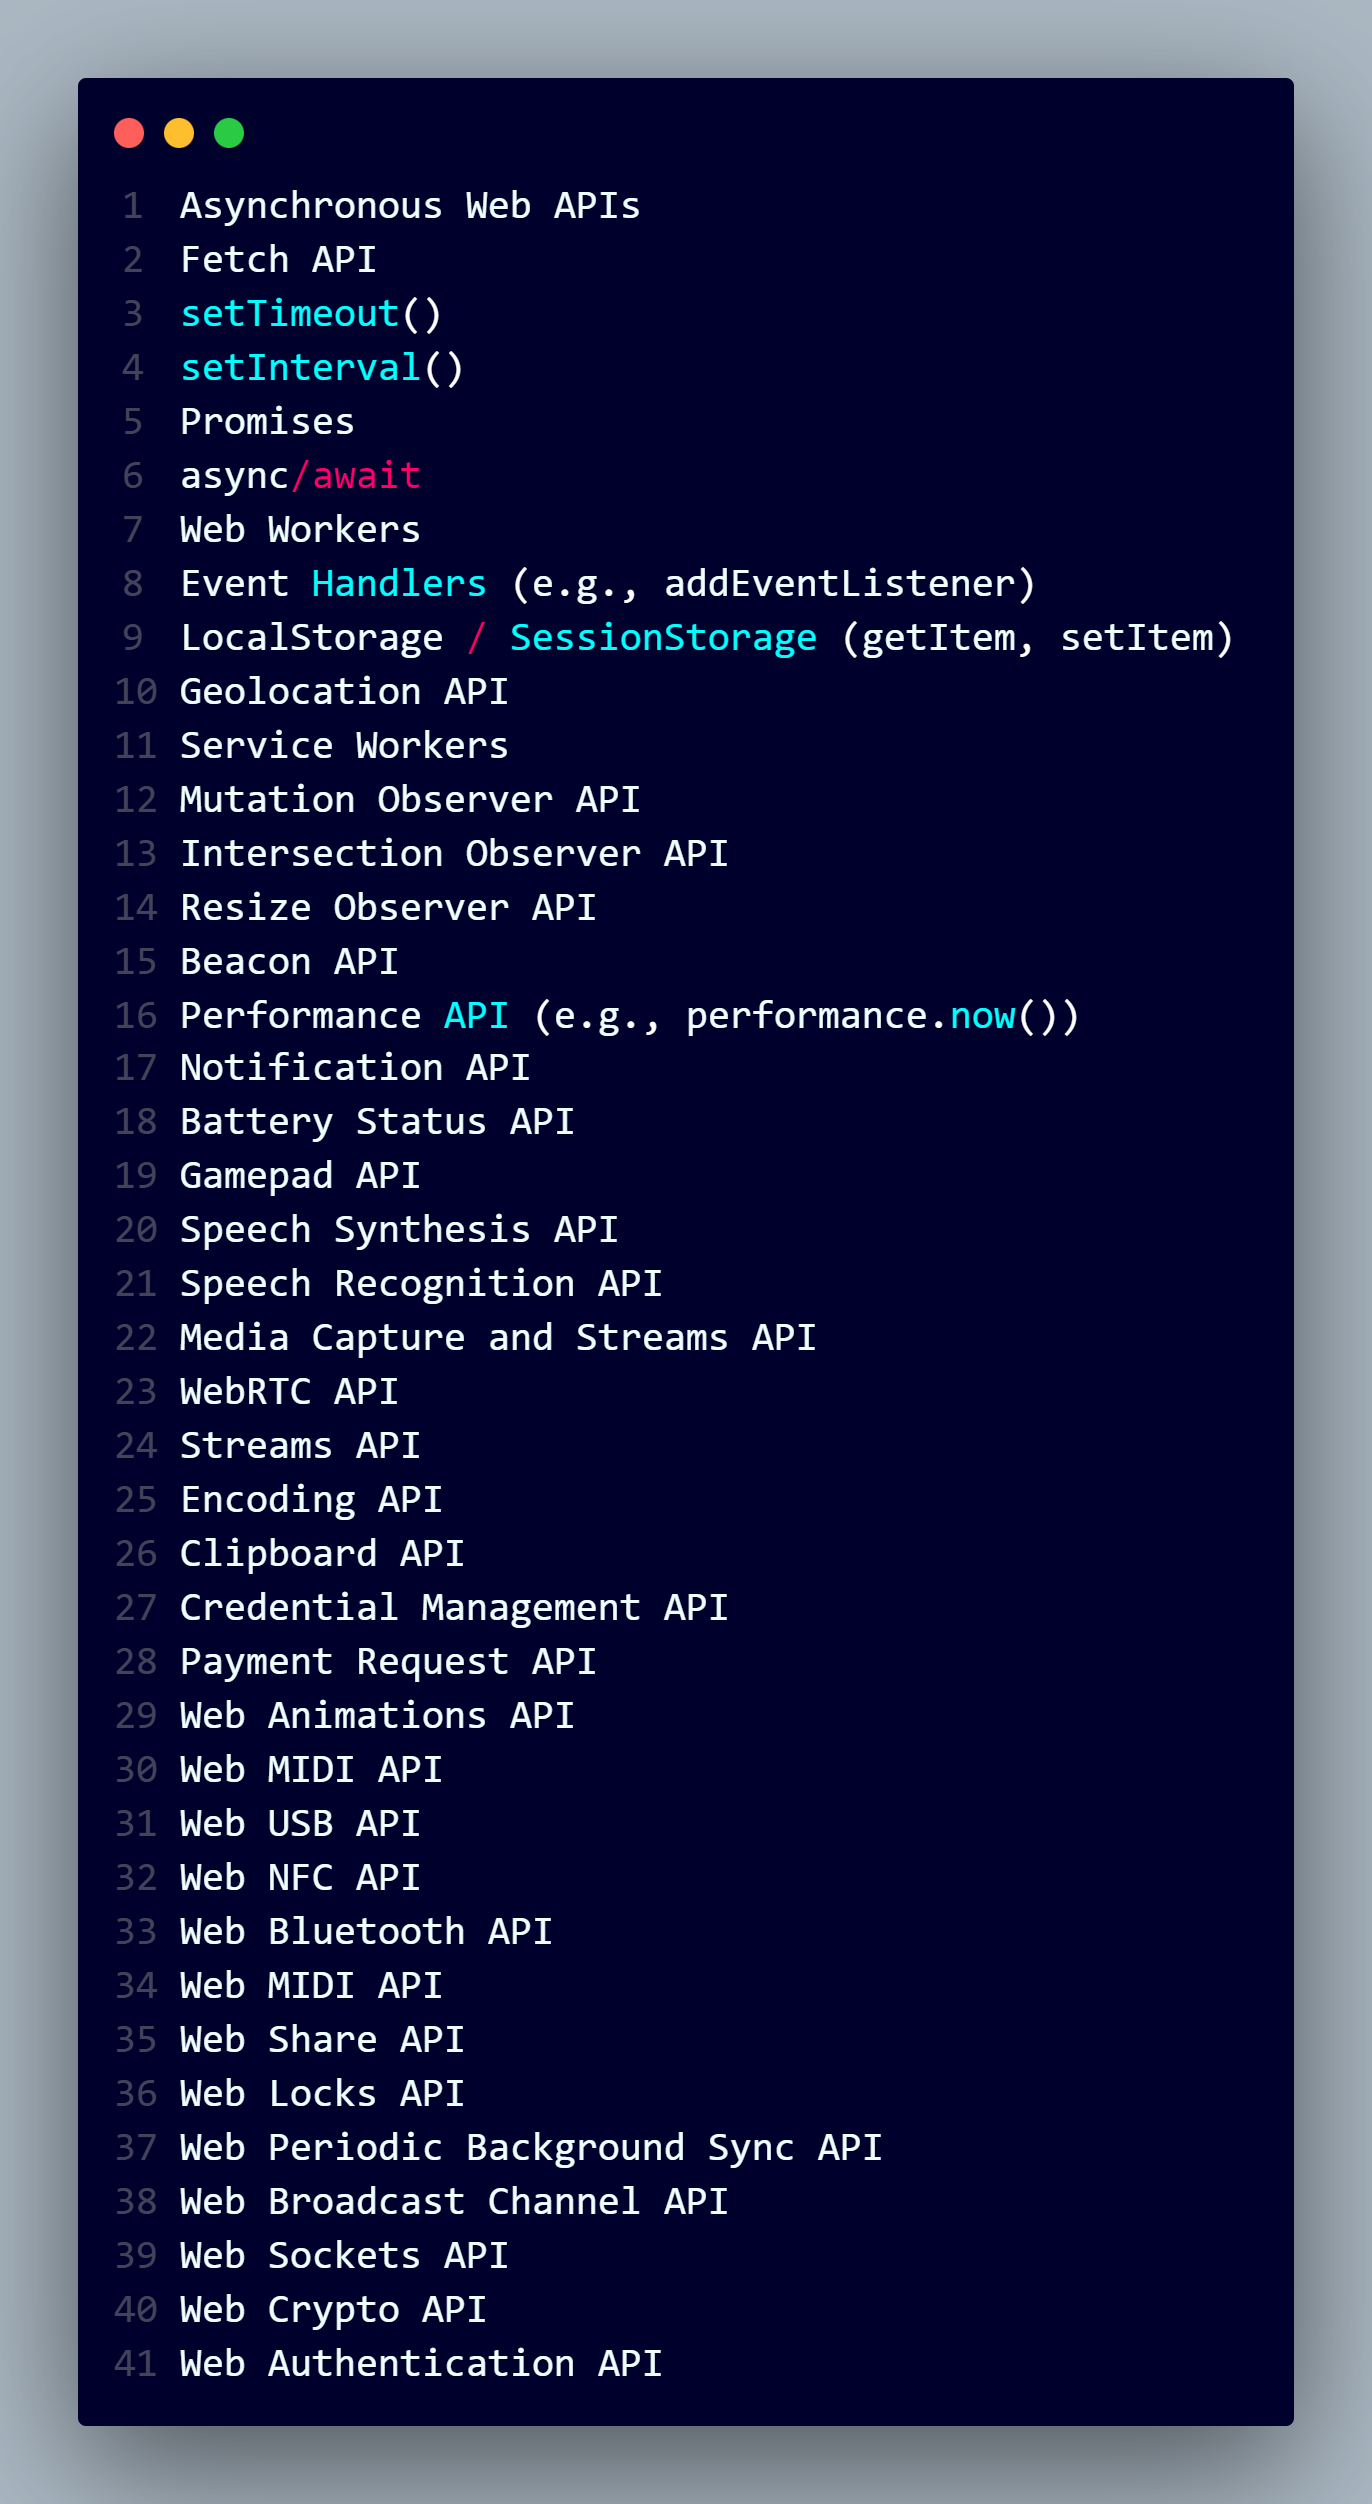 1 Asynchronous Web APIs
2 Fetch API
3 setTimeout()
4 setInterval()
5 Promises
6 async/await
7 Web Workers
8 Event Handlers (e.g., addEventListener)
9 LocalStorage / SessionStorage (getItem, setItem)
10 Geolocation API
11 Service Workers
12 Mutation Observer API
13 Intersection Observer API
14 Resize Observer API
15 Beacon API
16 Performance API (e.g., performance.now())
17 Notification API
18 Battery Status API
19 Gamepad API
20 Speech Synthesis API
21 Speech Recognition API
22 Media Capture and Streams API
23 WebRTC API
24 Streams API
25 Encoding API
26 Clipboard API
27 Credential Management API
28 Payment Request API
29 Web Animations API
30 Web MIDI API
31 Web USB API
32 Web NFC API
33 Web Bluetooth API
34 Web MIDI API
35 Web Share API
36 Web Locks API
37 Web Periodic Background Sync API
38 Web Broadcast Channel API
39 Web Sockets API
40 Web Crypto API
41 Web Authentication API